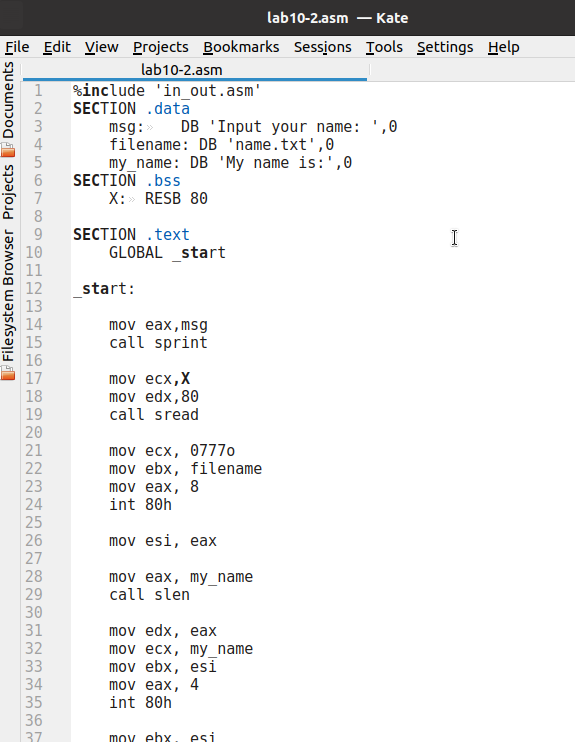 lab10-2.asm — Kate
File Edit View Projects Bookmarks Sessions Tools Settings Help
lab10-2.asm
Documents
Projects
Filesystem Browser
1 %include 'in_out.asm'
2 SECTION .data
3 msg:» DB 'Input your name: ',0
4 filename: DB 'name.txt',0
5 my_name: DB 'My name is:',0
6 SECTION .bss
7 X:» RESB 80
8
9 SECTION .text
10 GLOBAL _start
11
12 _start:
13
14 mov eax,msg
15 call sprint
16
17 mov ecx,X
18 mov edx,80
19 call sread
20
21 mov ecx, 0777o
22 mov ebx, filename
23 mov eax, 8
24 int 80h
25
26 mov esi, eax
27
28 mov eax, my_name
29 call slen
30
31 mov edx, eax
32 mov ecx, my_name
33 mov ebx, esi
34 mov eax, 4
35 int 80h
36
37 mov ebx, esi